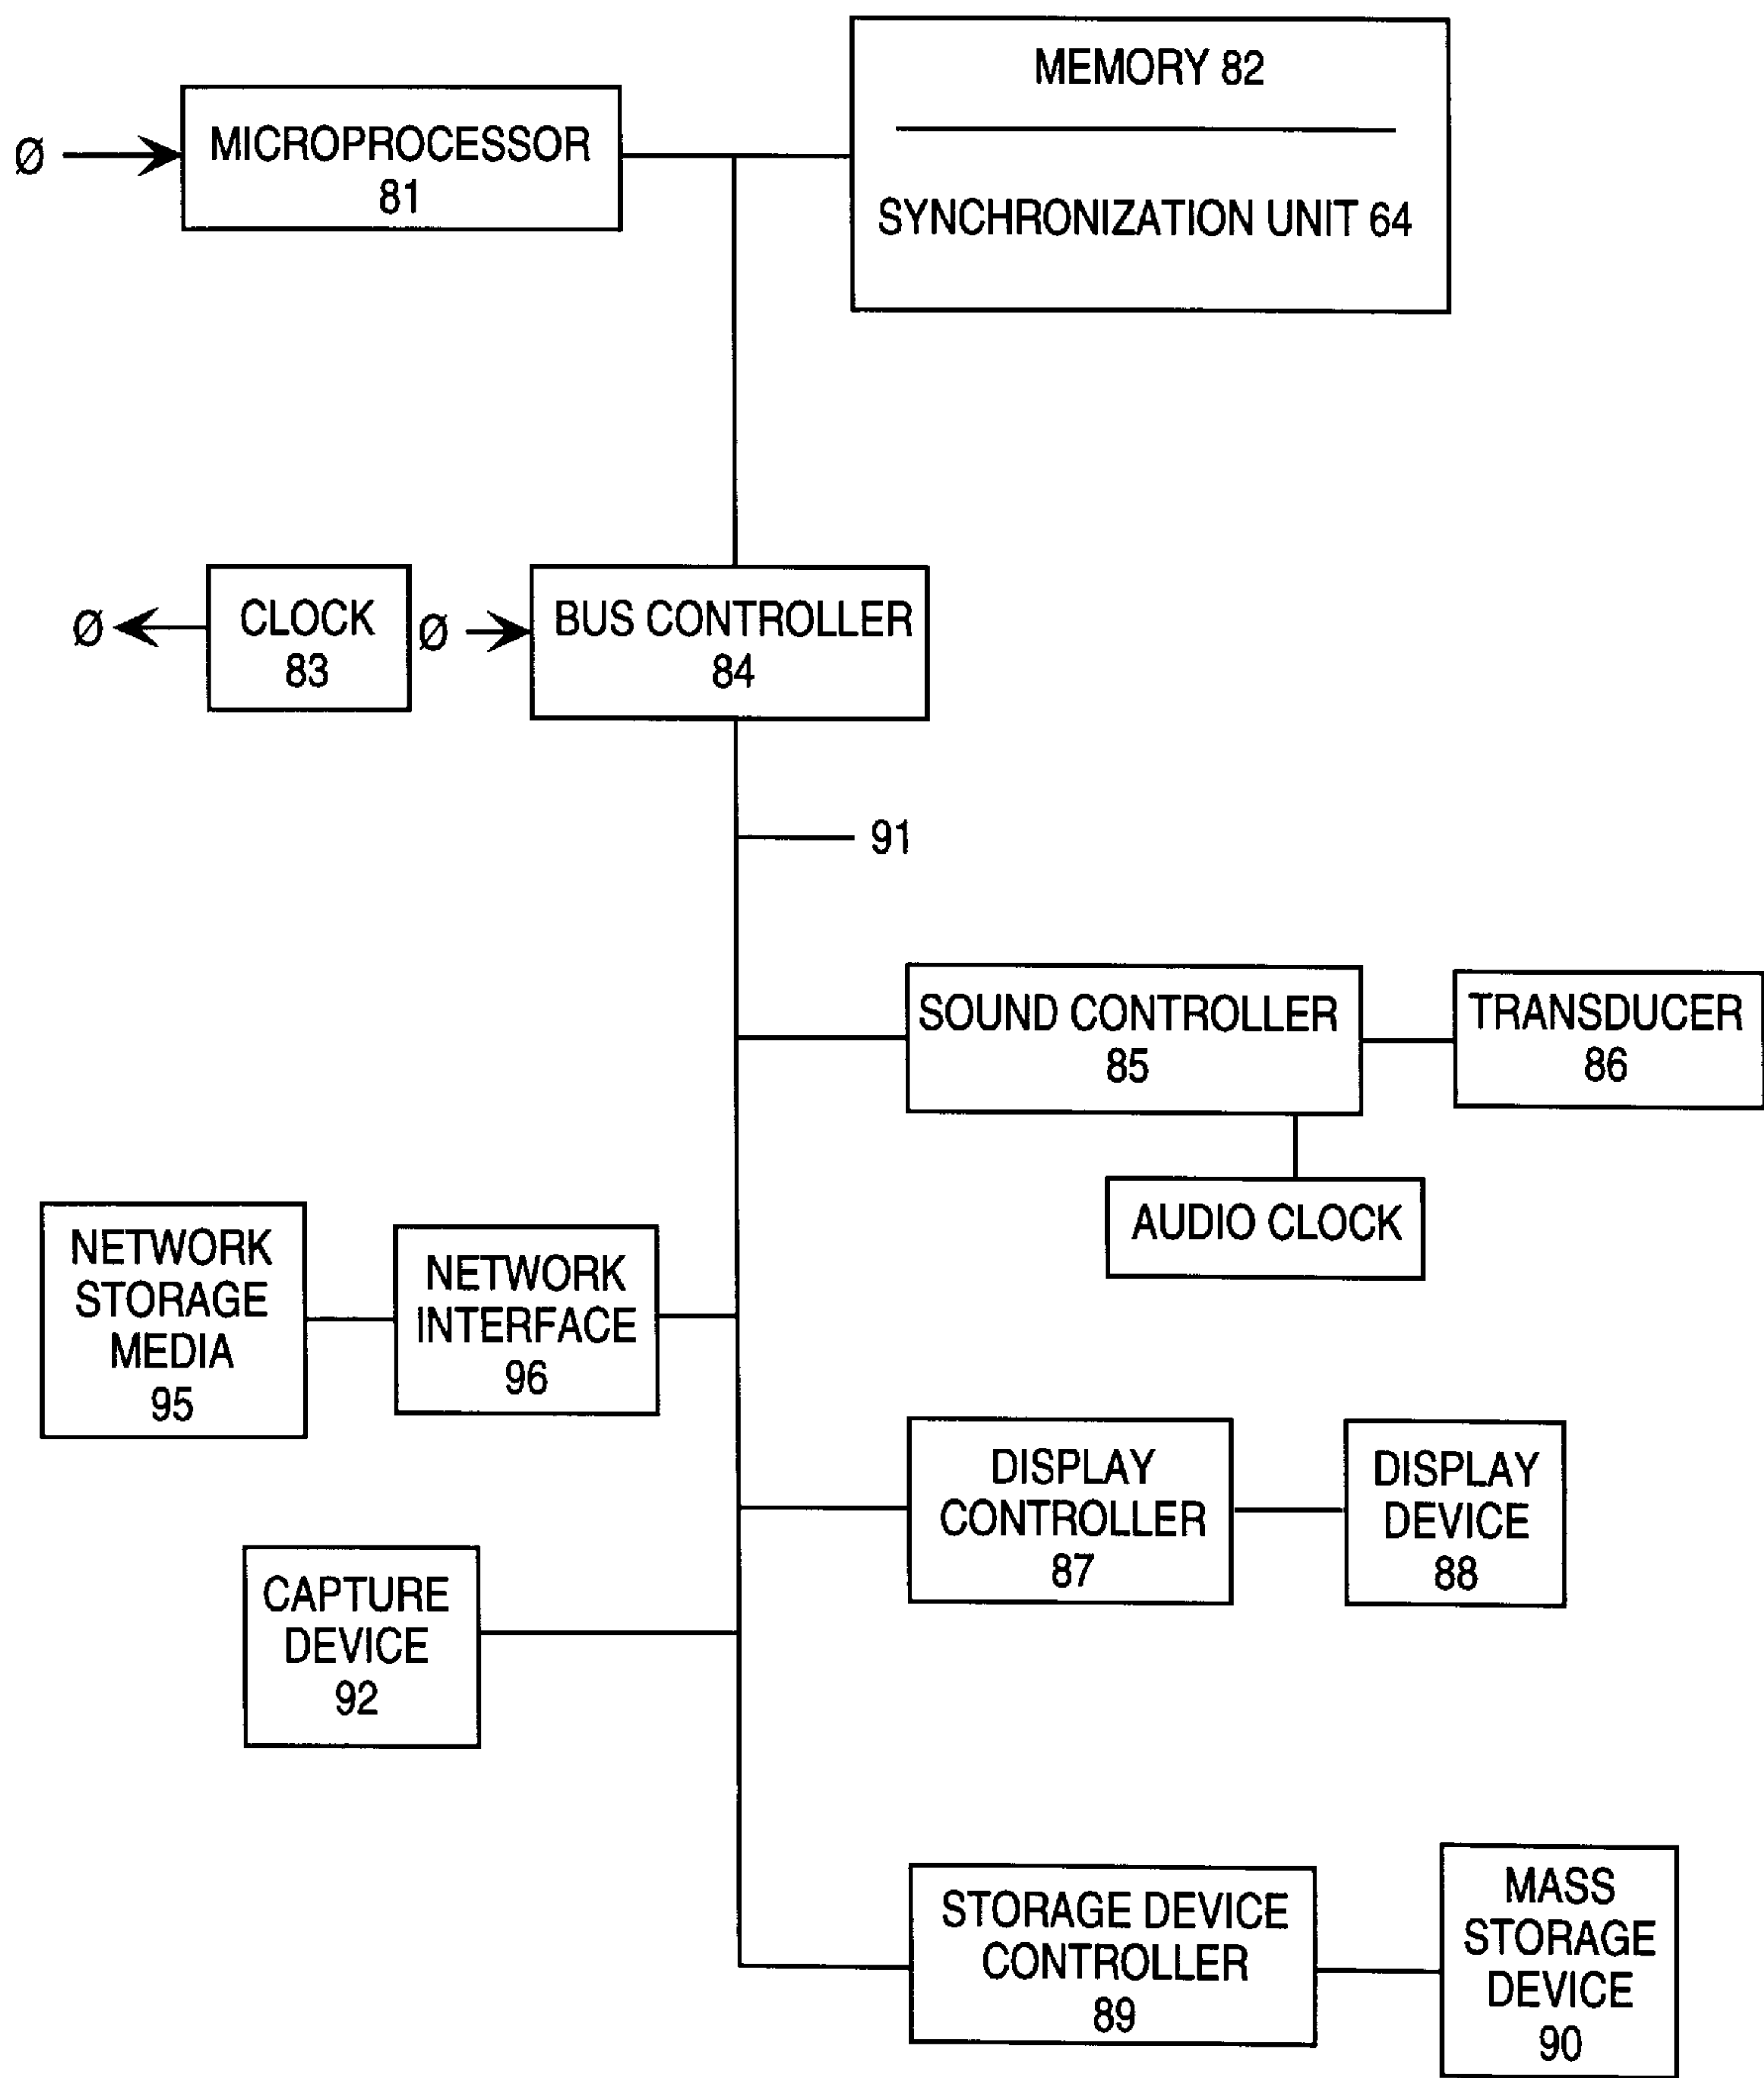 MEMORY 82
SYNCHRONIZATION UNIT 64
Ø
MICROPROCESSOR
81
Ø
CLOCK
83
Ø
BUS CONTROLLER
84
91
SOUND CONTROLLER
85
TRANSDUCER
86
AUDIO CLOCK
NETWORK
STORAGE
MEDIA
95
NETWORK
INTERFACE
96
DISPLAY
CONTROLLER
87
DISPLAY
DEVICE
88
CAPTURE
DEVICE
92
STORAGE DEVICE
CONTROLLER
89
MASS
STORAGE
DEVICE
90